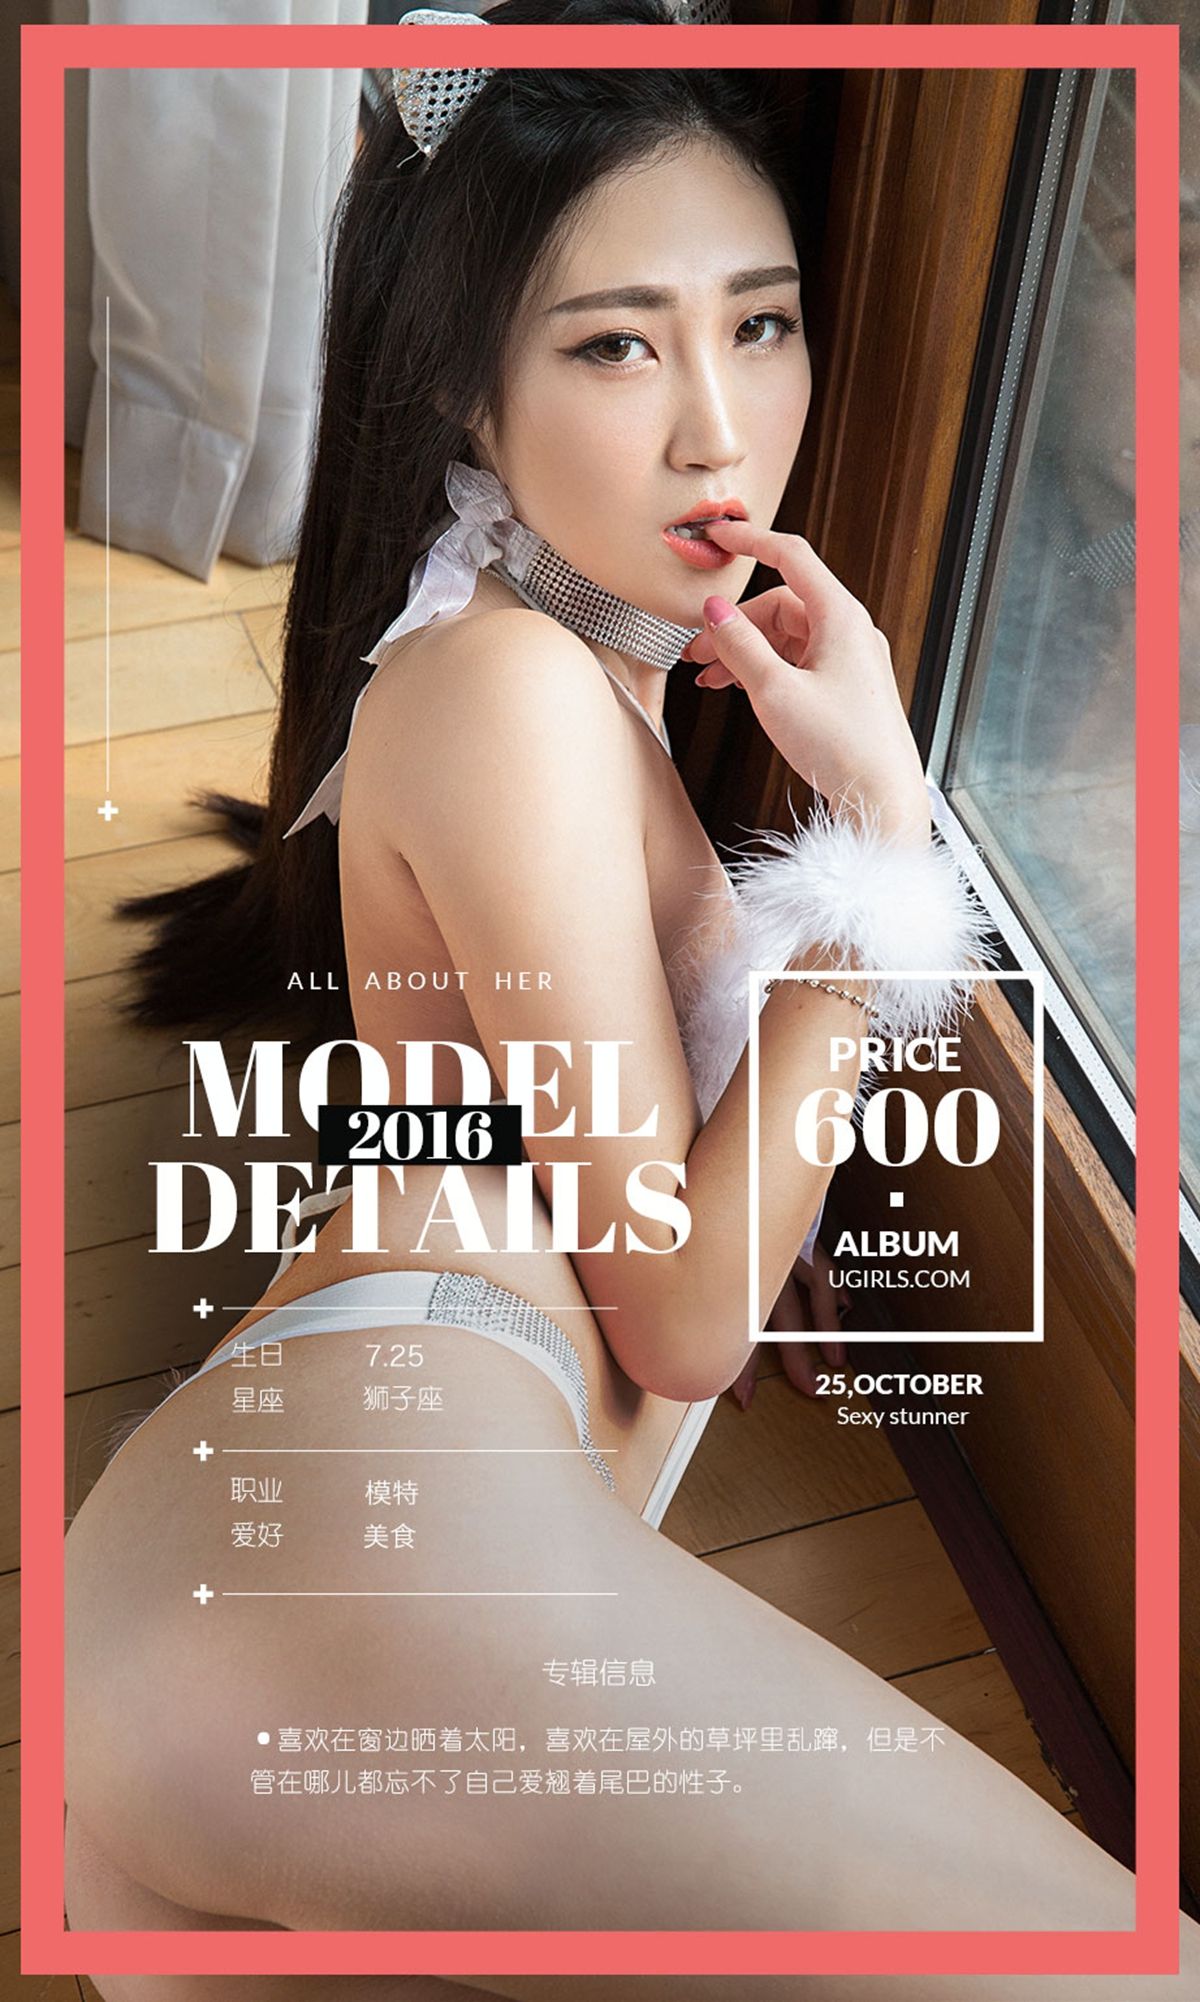 ALL ABOUT HER
MODEL
2016
DETAILS
生日 7.25
星座 狮子座
职业 模特
爱好 美食
PRICE
600
ALBUM
UGIRLS.COM
25,OCTOBER
Sexy stunner
专辑信息
•喜欢在窗边晒着太阳，喜欢在屋外的草坪里乱蹿，但是不
管在哪儿都忘不了自己爱翘着尾巴的性子。